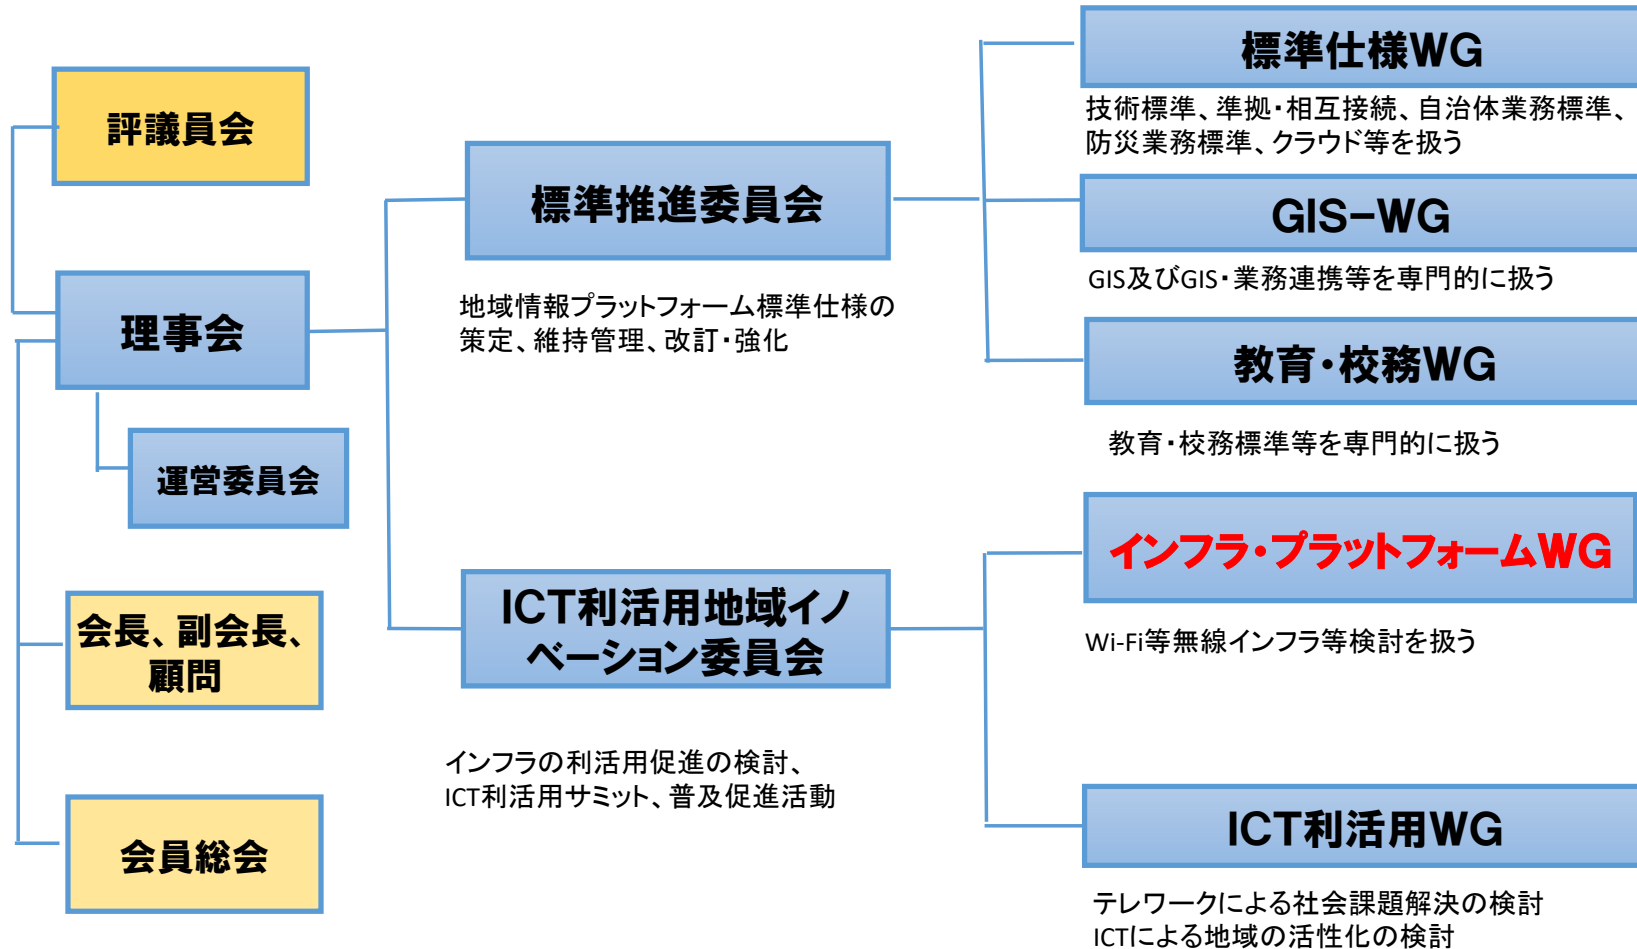 評議員会
理事会
運営委員会
会長、副会長、
顧問
会員総会
標準推進委員会
地域情報プラットフォーム標準仕様の
策定、維持管理、改訂・強化
ICT利活用地域イノ
ベーション委員会
インフラの利活用促進の検討、
ICT利活用サミット、普及促進活動
標準仕様WG
技術標準、準拠・相互接続、自治体業務標準、
防災業務標準、クラウド等を扱う
GIS−WG
GIS及びGIS・業務連携等を専門的に扱う
教育・校務WG
教育・校務標準等を専門的に扱う
インフラ・プラットフォームWG
Wi-Fi等無線インフラ等検討を扱う
ICT利活用WG
テレワークによる社会課題解決の検討
ICTによる地域の活性化の検討